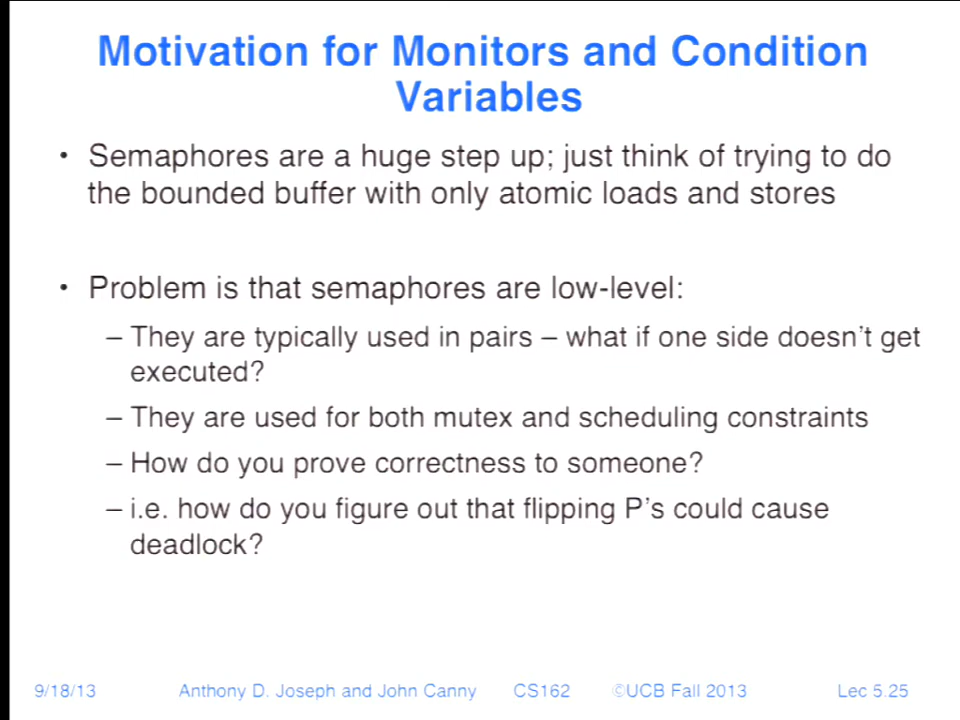 Motivation for Monitors and Condition
Variables
• Semaphores are a huge step up; just think of trying to do
the bounded buffer with only atomic loads and stores
• Problem is that semaphores are low-level:
– They are typically used in pairs – what if one side doesn't get
executed?
– They are used for both mutex and scheduling constraints
– How do you prove correctness to someone?
– i.e. how do you figure out that flipping P's could cause
deadlock?
9/18/13 Anthony D. Joseph and John Canny CS162 ©UCB Fall 2013 Lec 5.25